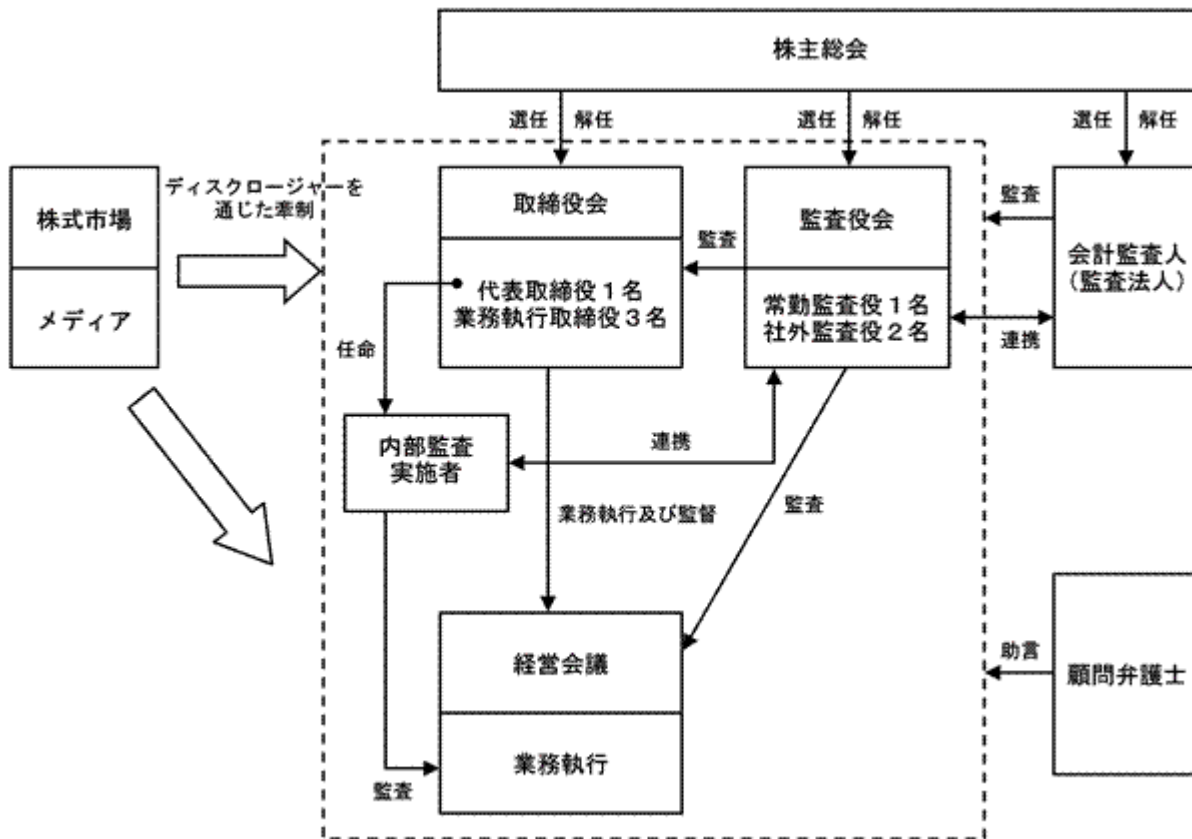 株主総会
選任 解任
選任 解任
選任 解任
株式市場
メディア
ディスクロージャーを
通じた牽制
取締役会
代表取締役1名
業務執行取締役3名
監査
監査役会
常勤監査役1名
社外監査役2名
監査
会計監査人
(監査法人)
連携
任命
内部監査
実施者
連携
業務執行及び監督
監査
経営会議
業務執行
監査
助言
顧問弁護士